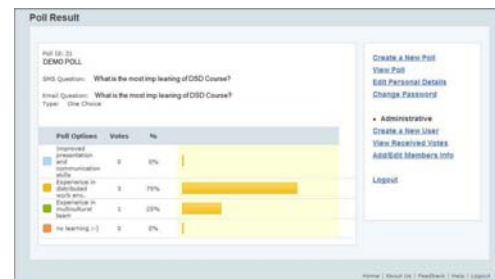 Poll Result
Poll ID: 31
DEMO POLL
SMS Question: What is the most imp leaning of DSD Course?
Email Question: What is the most imp leaning of DSD Course?
Type: One Choice
Poll Options Votes %
Improved
presentation
and
communication
skills
0 0%
Experience in
distributed
work env.
3 75%
Experience in
multicultural
team
1 25%
no learning :-)
0 0%
Create a New Poll
View Poll
Edit Personal Details
Change Password
• Administrative
Create a New User
View Received Votes
Add/Edit Members Info
Logout
Home | About Us | Feedback | Help | Logout